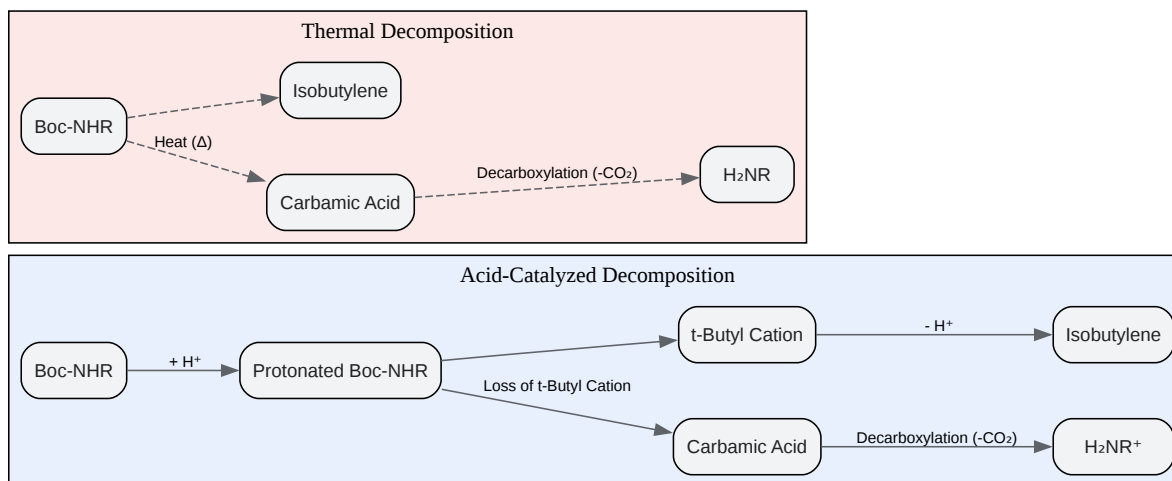 Thermal Decomposition
Isobutylene
Boc-NHR
Heat (Δ)
Decarboxylation (-CO₂)
H₂NR
Carbamic Acid
Acid-Catalyzed Decomposition
t-Butyl Cation
- H⁺
Isobutylene
Boc-NHR
+ H⁺
Protonated Boc-NHR
Loss of t-Butyl Cation
Carbamic Acid
Decarboxylation (-CO₂)
H₂NR⁺